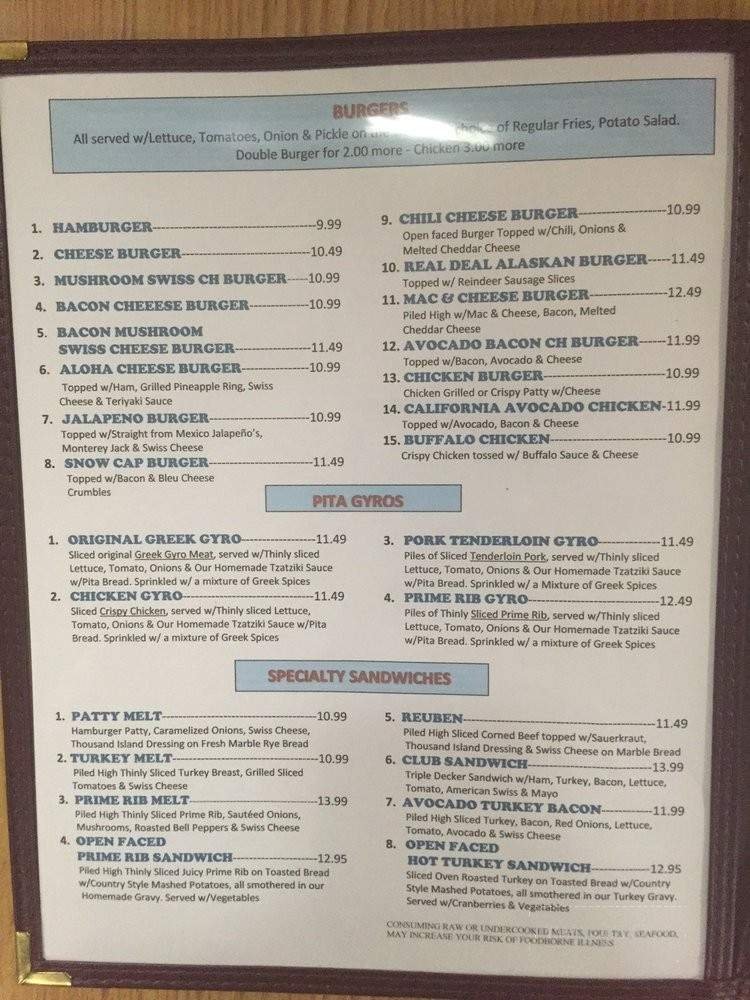 BURGERS
All served w/Lettuce, Tomatoes, Onion & Pickle on of Regular Fries, Potato Salad.
Double Burger for 2.00 more - Chicken 3.00 more
1. HAMBURGER-----9.99
2. CHEESE BURGER-----10.49
3. MUSHROOM SWISS CH BURGER-----10.99
4. BACON CHEEESE BURGER-----10.99
5. BACON MUSHROOM
SWISS CHEESE BURGER-----11.49
6. ALOHA CHEESE BURGER-----10.99
Topped w/Ham, Grilled Pineapple Ring, Swiss
Cheese & Teriyaki Sauce
7. JALAPENO BURGER-----10.99
Topped w/Straight from Mexico Jalapeño's,
Monterey Jack & Swiss Cheese
8. SNOW CAP BURGER-----11.49
Topped w/Bacon & Bleu Cheese
Crumbles
9. CHILI CHEESE BURGER-----10.99
Open faced Burger Topped w/Chili, Onions &
Melted Cheddar Cheese
10. REAL DEAL ALASKAN BURGER-----11.49
Topped w/ Reindeer Sausage Slices
11. MAC & CHEESE BURGER-----12.49
Piled High w/Mac & Cheese, Bacon, Melted
Cheddar Cheese
12. AVOCADO BACON CH BURGER-----11.99
Topped w/Bacon, Avocado & Cheese
13. CHICKEN BURGER-----10.99
Chicken Grilled or Crispy Patty w/Cheese
14. CALIFORNIA AVOCADO CHICKEN-11.99
Topped w/Avocado, Bacon & Cheese
15. BUFFALO CHICKEN-----10.99
Crispy Chicken tossed w/ Buffalo Sauce & Cheese
PITA GYROS
1. ORIGINAL GREEK GYRO-----11.49
Sliced original Greek Gyro Meat, served w/Thinly sliced
Lettuce, Tomato, Onions & Our Homemade Tzatziki Sauce
w/Pita Bread. Sprinkled w/ a mixture of Greek Spices
2. CHICKEN GYRO-----11.49
Sliced Crispy Chicken, served w/Thinly sliced Lettuce,
Tomato, Onions & Our Homemade Tzatziki Sauce w/Pita
Bread. Sprinkled w/ a mixture of Greek Spices
3. PORK TENDERLOIN GYRO-----11.49
Piles of Sliced Tenderloin Pork, served w/Thinly sliced
Lettuce, Tomato, Onions & Our Homemade Tzatziki Sauce
w/Pita Bread. Sprinkled w/ a Mixture of Greek Spices
4. PRIME RIB GYRO-----12.49
Piles of Thinly Sliced Prime Rib, served w/Thinly sliced
Lettuce, Tomato, Onions & Our Homemade Tzatziki Sauce
w/Pita Bread. Sprinkled w/ a mixture of Greek Spices
SPECIALTY SANDWICHES
1. PATTY MELT-----10.99
Hamburger Patty, Caramelized Onions, Swiss Cheese,
Thousand Island Dressing on Fresh Marble Rye Bread
2. TURKEY MELT-----10.99
Piled High Thinly Sliced Turkey Breast, Grilled Sliced
Tomatoes & Swiss Cheese
3. PRIME RIB MELT-----13.99
Piled High Thinly Sliced Prime Rib, Sautéed Onions,
Mushrooms, Roasted Bell Peppers & Swiss Cheese
4. OPEN FACED
PRIME RIB SANDWICH-----12.95
Piled High Thinly Sliced Juicy Prime Rib on Toasted Bread
w/Country Style Mashed Potatoes, all smothered in our
Homemade Gravy. Served w/Vegetables
5. REUBEN-----11.49
Piled High Sliced Corned Beef topped w/Sauerkraut,
Thousand Island Dressing & Swiss Cheese on Marble Bread
6. CLUB SANDWICH-----13.99
Triple Decker Sandwich w/Ham, Turkey, Bacon, Lettuce,
Tomato, American Swiss & Mayo
7. AVOCADO TURKEY BACON-----11.99
Piled High Sliced Turkey, Bacon, Red Onions, Lettuce,
Tomato, Avocado & Swiss Cheese
8. OPEN FACED
HOT TURKEY SANDWICH-----12.95
Sliced Oven Roasted Turkey on Toasted Bread w/Country
Style Mashed Potatoes, all smothered in our Turkey Gravy.
Served w/Cranberries & Vegetables
CONSUMING RAW OR UNDERCOOKED MEATS, POULTRY, SEAFOOD,
MAY INCREASE YOUR RISK OF FOODBORNE ILLNESS